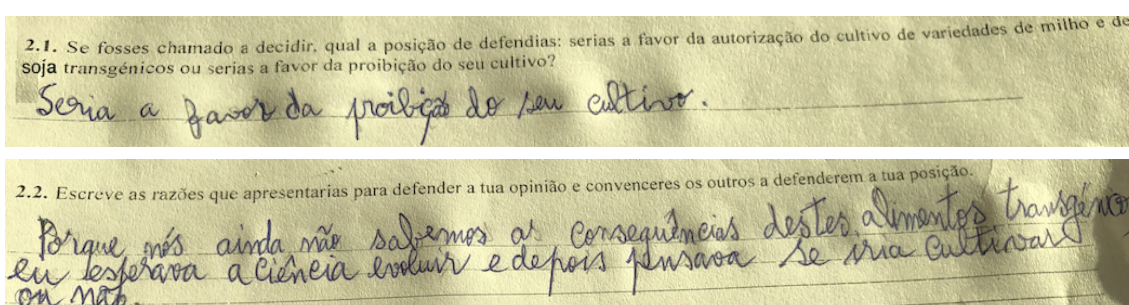 2.1. Se fosses chamado a decidir, qual a posição de defendias: serias a favor da autorização do cultivo de variedades de milho e de
soja transgénicos ou serias a favor da proibição do seu cultivo?
Seria a favor da proibição do seu cultivo.
2.2. Escreve as razões que apresentarias para defender a tua opinião e convenceres os outros a defenderem a tua posição.
Porque nós ainda não sabemos as consequências destes alimentos transgénico
eu esperava a ciência evoluir e depois pensava se iria cultivar
ou não.